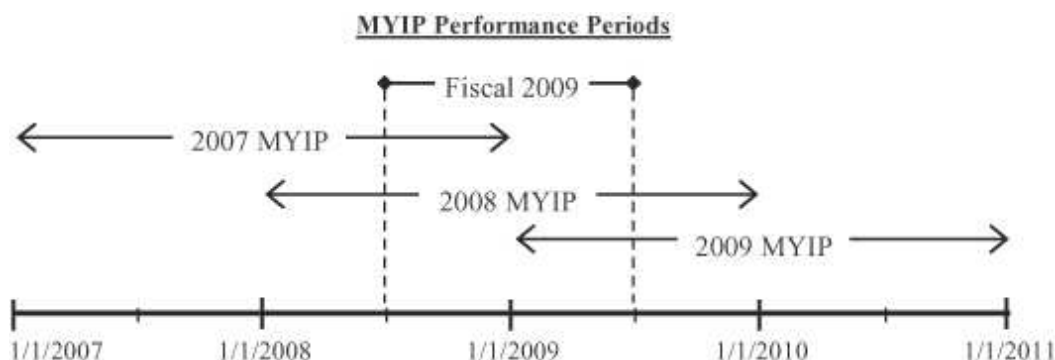 MYIP Performance Periods
Fiscal 2009
2007 MYIP
2008 MYIP
2009 MYIP
1/1/2007 1/1/2008 1/1/2009 1/1/2010 1/1/2011